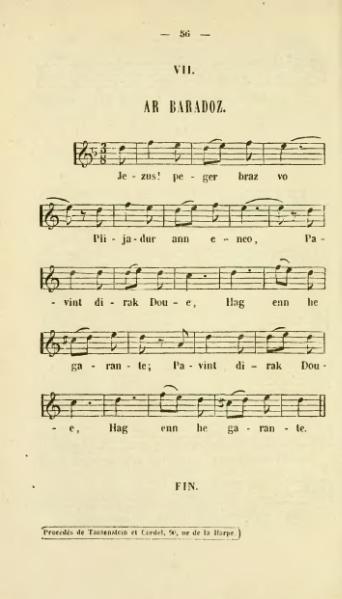 — 56 —
VII.
AR BARADOZ.
Je - zus! pe - ger braz vo
Pli - ja - dur ann e - neo, Pa -
- vint di - rak Dou - e, Hag enn he
ga - ran - te; Pa - vint di - rak Dou -
- e, Hag enn he ga - ran - te.
FIN.
Procédés de Tantenstein et Cordel, 90, rue de la Harpe.